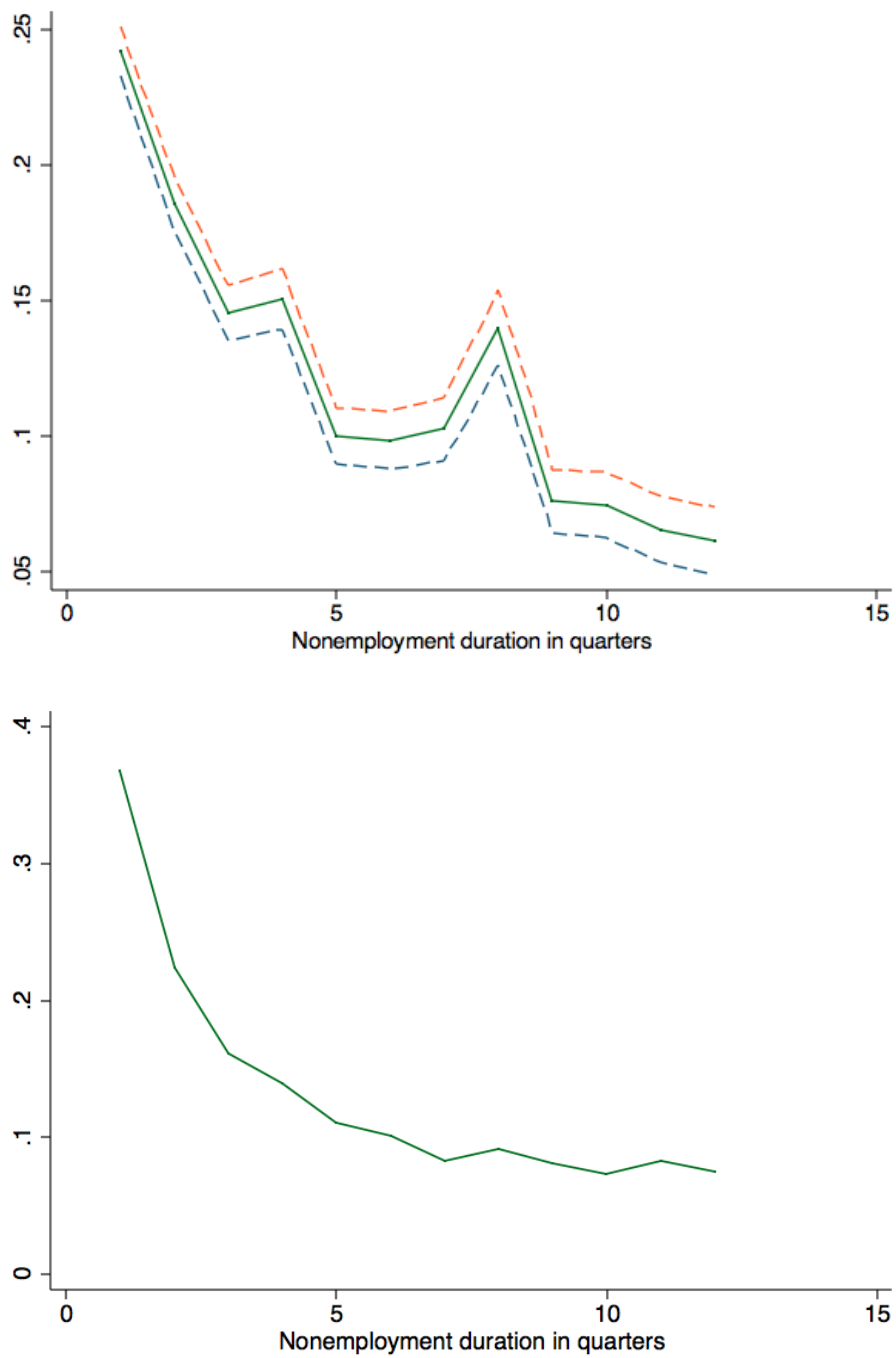 .25
.2
.15
.1
.05
0 5 10 15
Nonemployment duration in quarters
.4
.3
.2
.1
0
0 5 10 15
Nonemployment duration in quarters